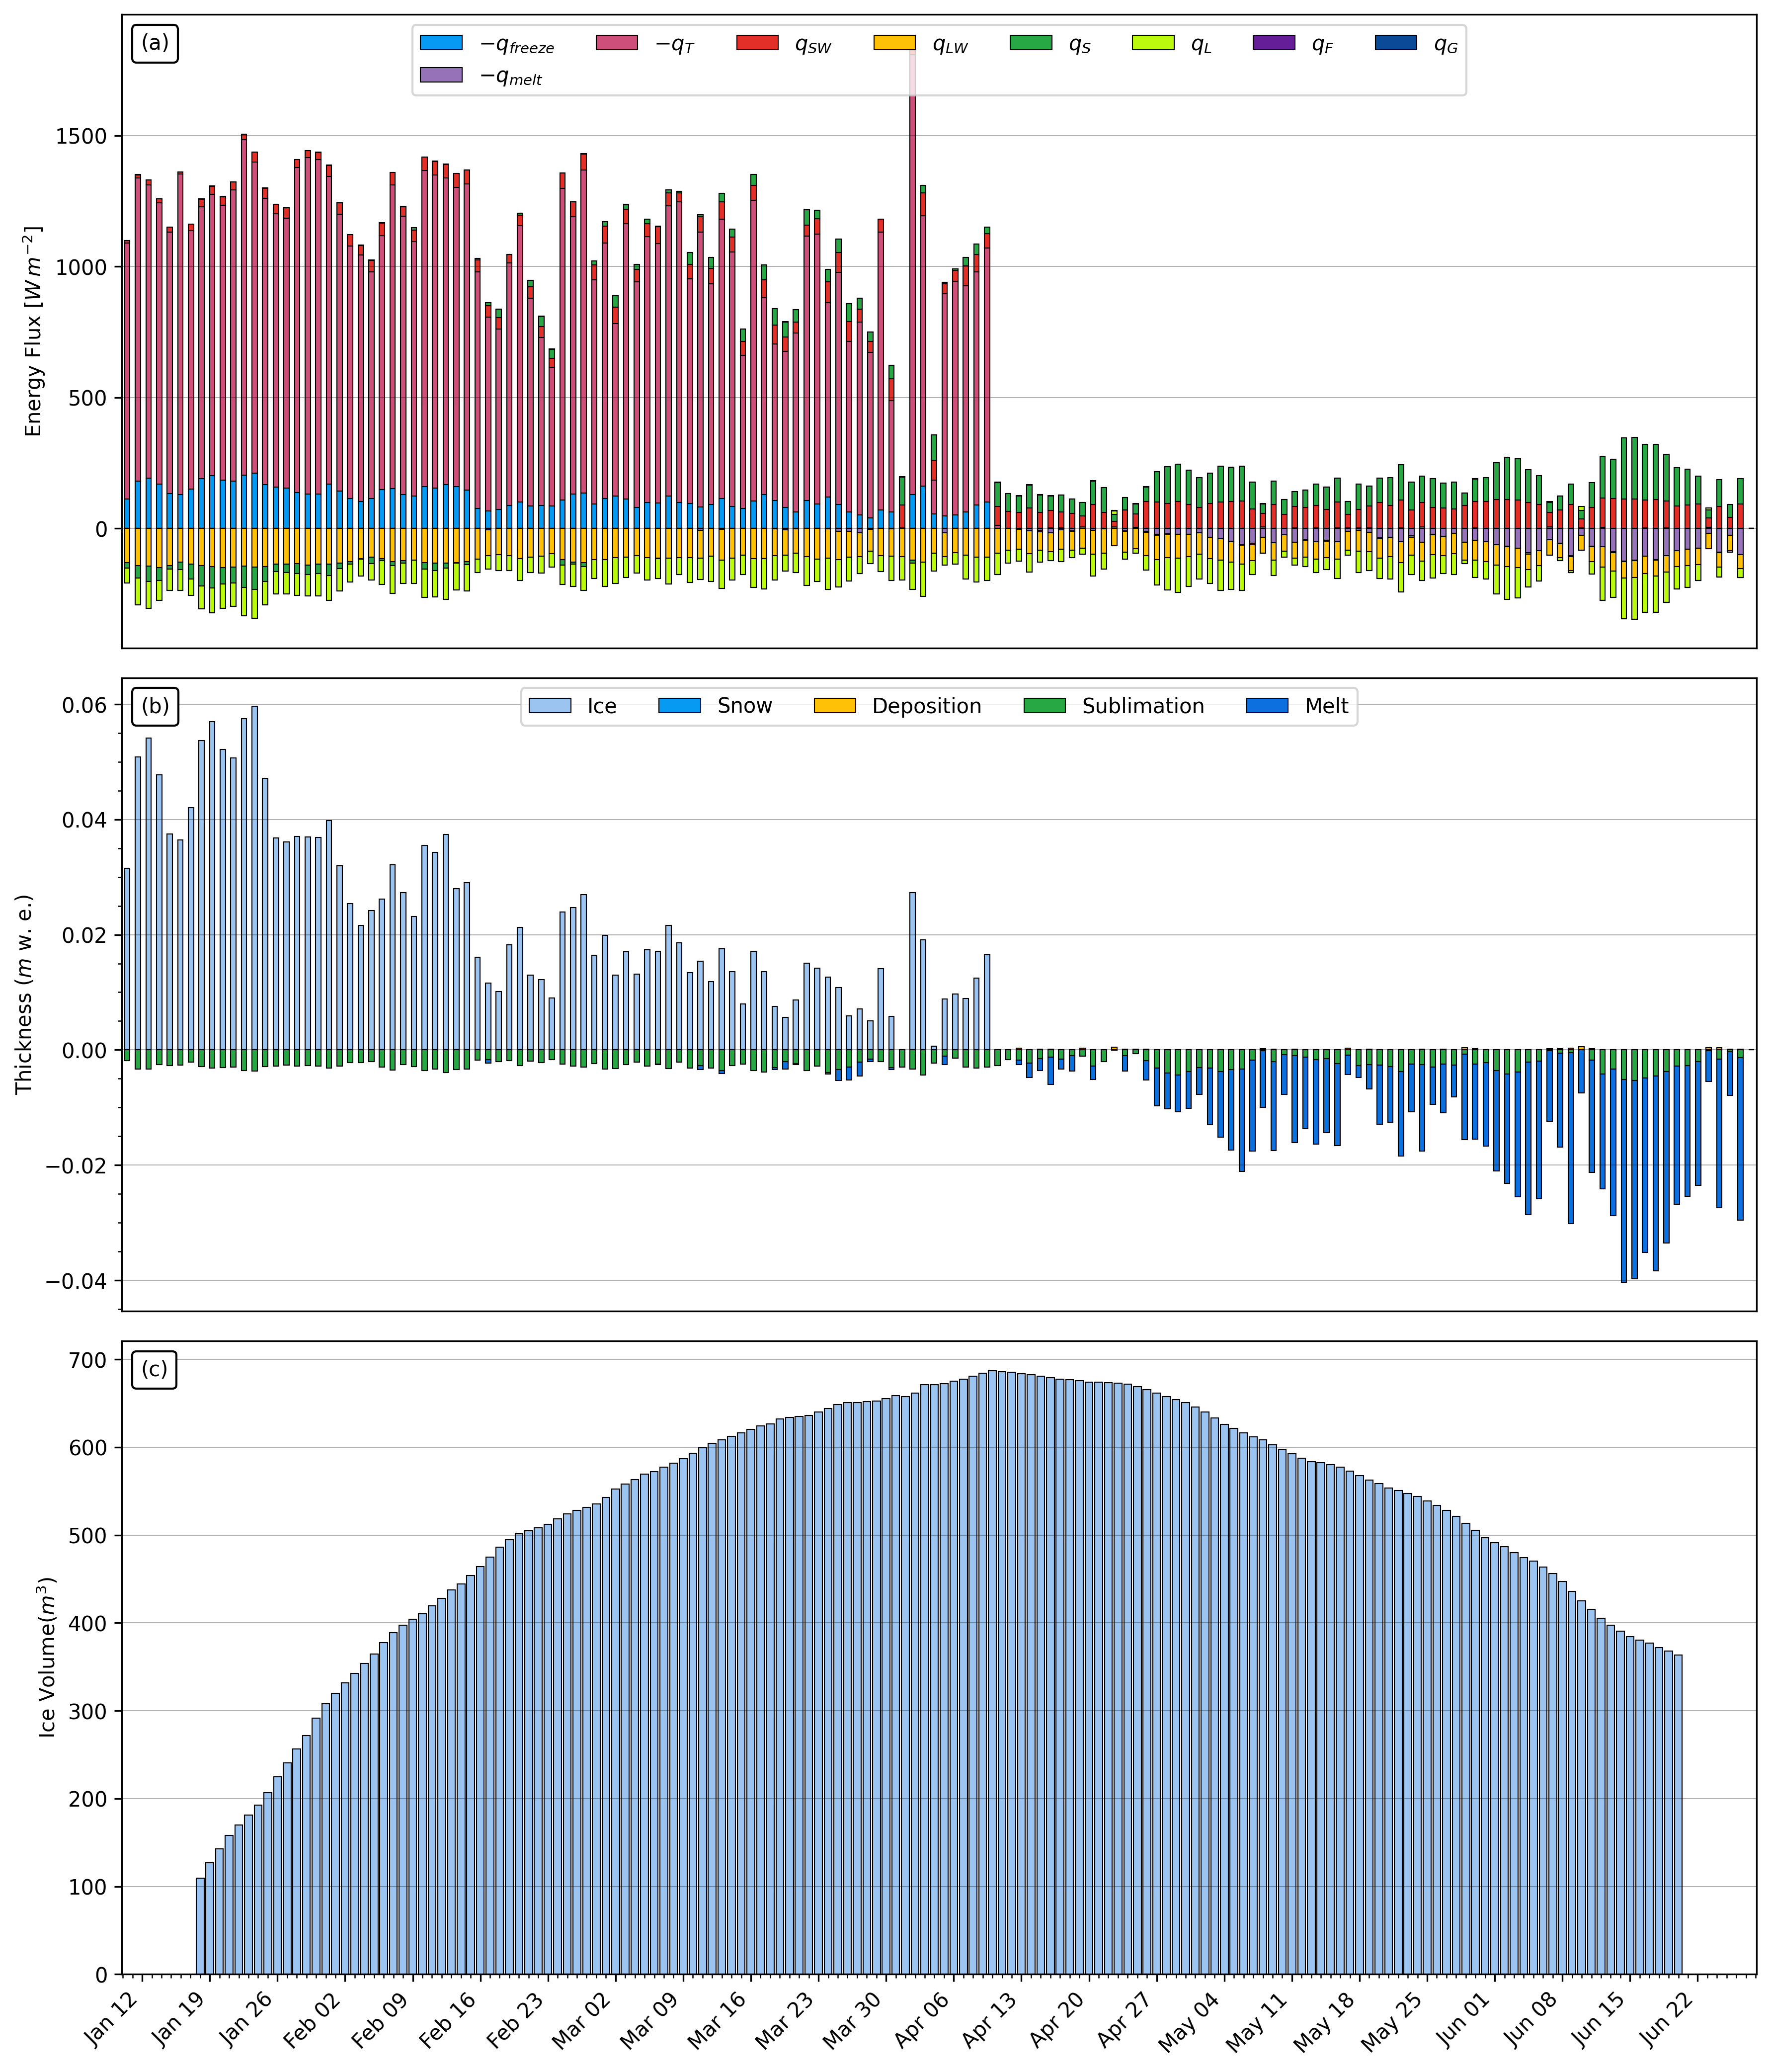 (a)
−q_freeze −q_T q_SW q_LW q_S q_L q_F q_G
−q_melt
1500
1000
500
0
Energy Flux [W m⁻²]
(b)
Ice Snow Deposition Sublimation Melt
0.06
0.04
0.02
0.00
−0.02
−0.04
Thickness (m w. e.)
(c)
700
600
500
400
300
200
100
0
Ice Volume(m³)
Jan 12 Jan 19 Jan 26 Feb 02 Feb 09 Feb 16 Feb 23 Mar 02 Mar 09 Mar 16 Mar 23 Mar 30 Apr 06 Apr 13 Apr 20 Apr 27 May 04 May 11 May 18 May 25 Jun 01 Jun 08 Jun 15 Jun 22